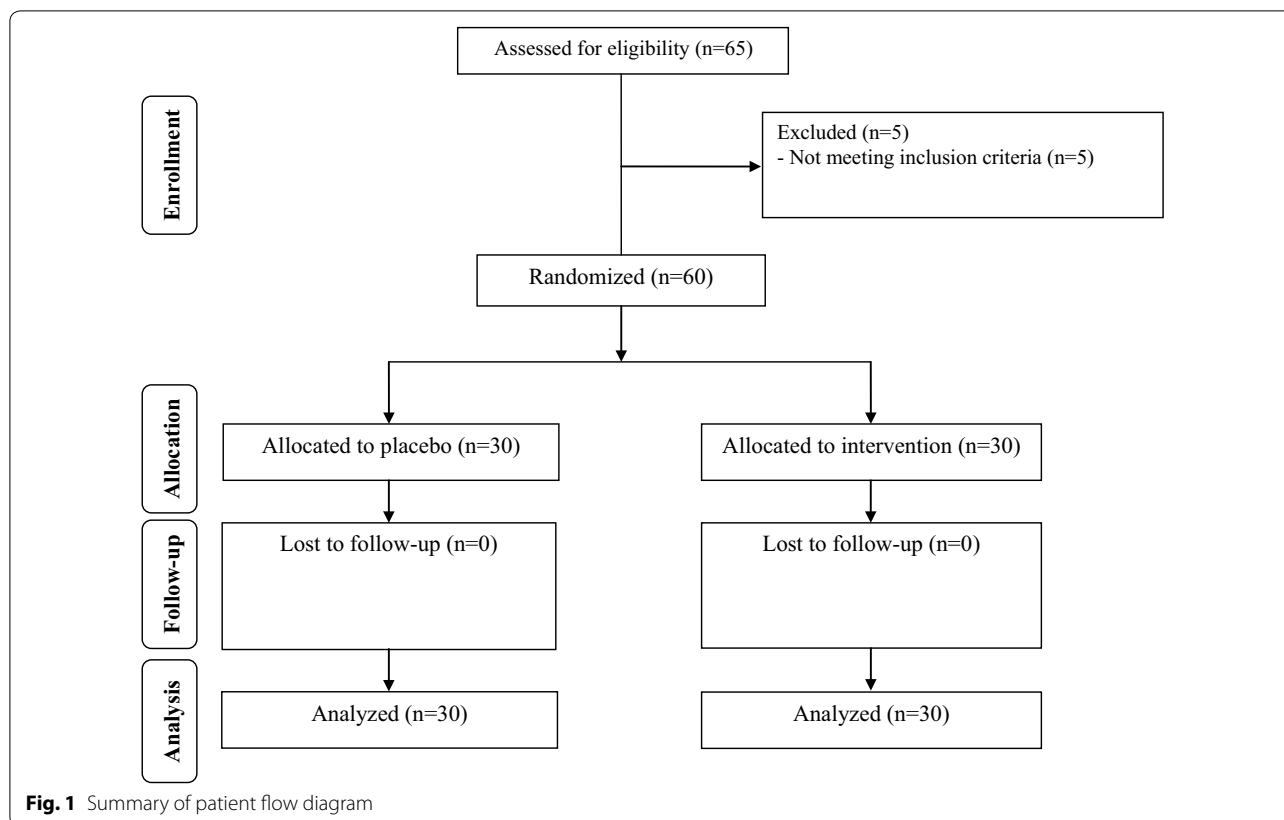 Assessed for eligibility (n=65)
Enrollment
Excluded (n=5)
- Not meeting inclusion criteria (n=5)
Randomized (n=60)
Allocation
Allocated to placebo (n=30)
Allocated to intervention (n=30)
Follow-up
Lost to follow-up (n=0)
Lost to follow-up (n=0)
Analysis
Analyzed (n=30)
Analyzed (n=30)
Fig. 1 Summary of patient flow diagram